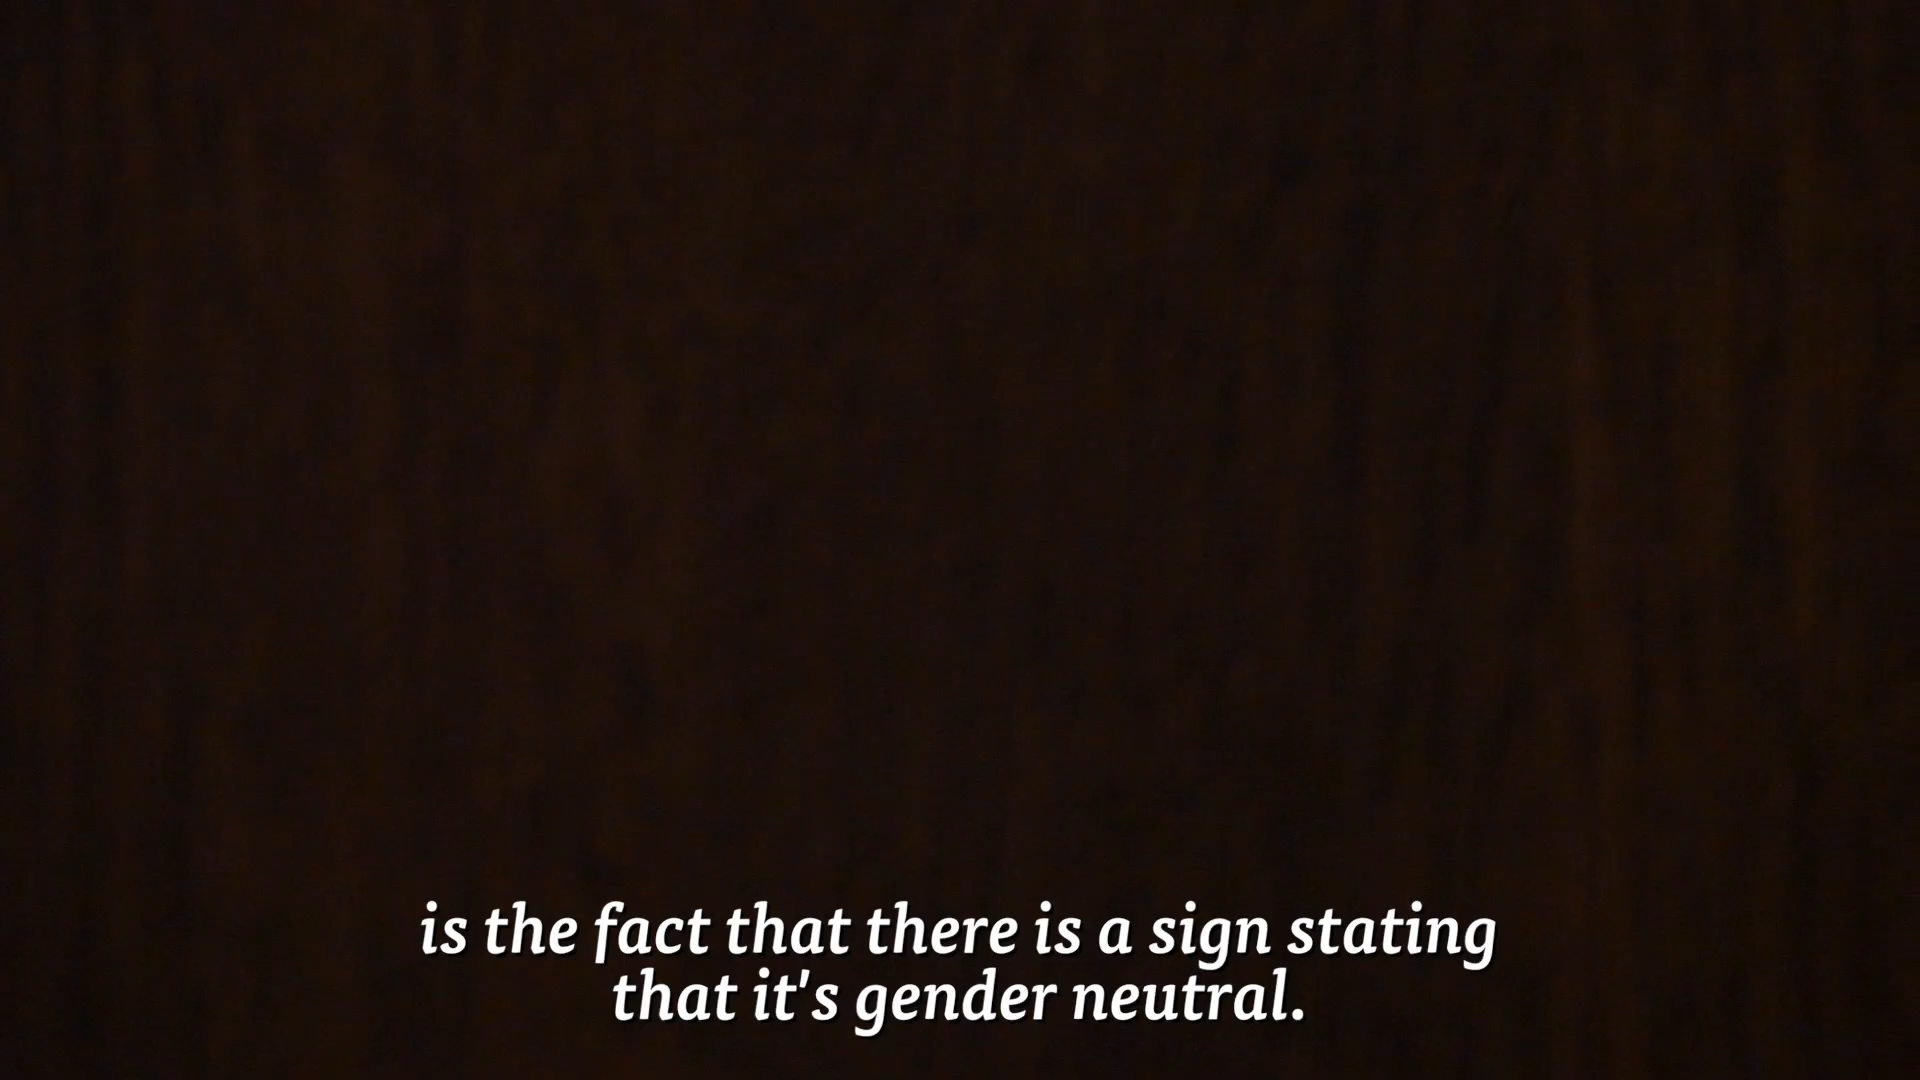 is the fact that there is a sign stating
that it's gender neutral.